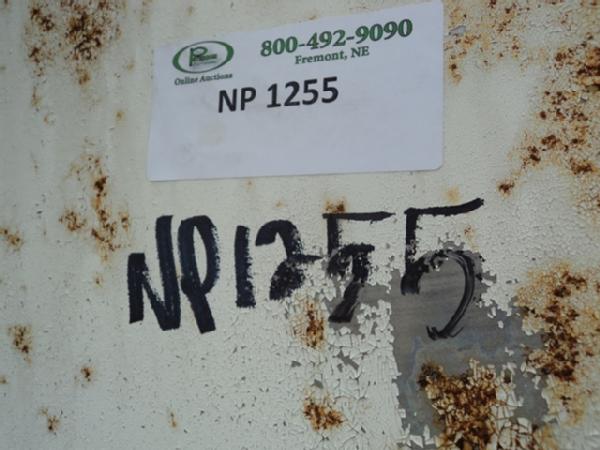 800-492-9090
Fremont, NE
Online Auctions
NP 1255
NP1255